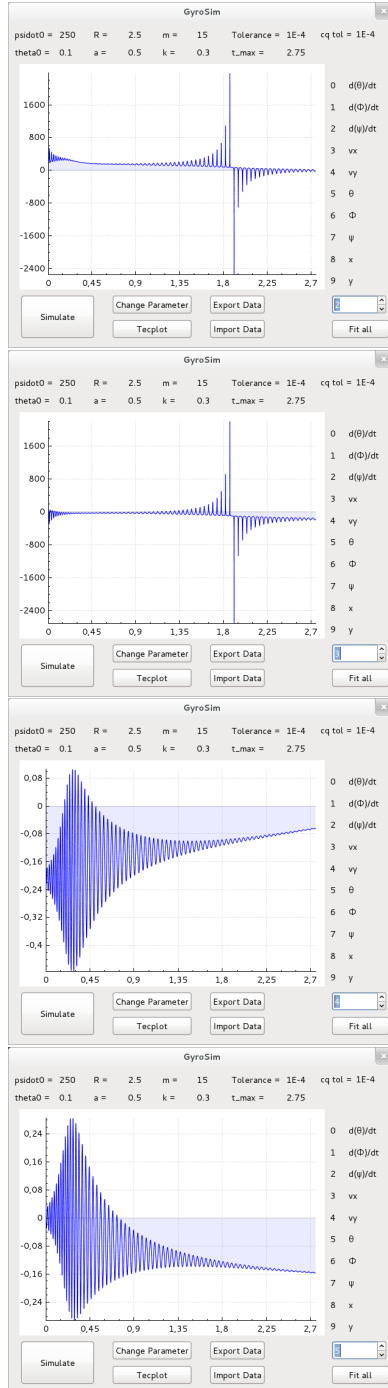 GyroSim
psidot0 = 250 R = 2.5 m = 15 Tolerance = 1E-4 cq tol = 1E-4
theta0 = 0.1 a = 0.5 k = 0.3 t_max = 2.75
1600
800
0
-800
-1600
-2400
0 0,45 0,9 1,35 1,8 2,25 2,7
0 d(θ)/dt
1 d(Φ)/dt
2 d(ψ)/dt
3 vx
4 vy
5 θ
6 Φ
7 ψ
8 x
9 y
Simulate
Change Parameter Export Data
Tecplot Import Data
2
Fit all
GyroSim
psidot0 = 250 R = 2.5 m = 15 Tolerance = 1E-4 cq tol = 1E-4
theta0 = 0.1 a = 0.5 k = 0.3 t_max = 2.75
1600
800
0
-800
-1600
-2400
0 0,45 0,9 1,35 1,8 2,25 2,7
0 d(θ)/dt
1 d(Φ)/dt
2 d(ψ)/dt
3 vx
4 vy
5 θ
6 Φ
7 ψ
8 x
9 y
Simulate
Change Parameter Export Data
Tecplot Import Data
Fit all
GyroSim
psidot0 = 250 R = 2.5 m = 15 Tolerance = 1E-4 cq tol = 1E-4
theta0 = 0.1 a = 0.5 k = 0.3 t_max = 2.75
0,08
0
-0,08
-0,16
-0,24
-0,32
-0,4
0 0,45 0,9 1,35 1,8 2,25 2,7
0 d(θ)/dt
1 d(Φ)/dt
2 d(ψ)/dt
3 vx
4 vy
5 θ
6 Φ
7 ψ
8 x
9 y
Simulate
Change Parameter Export Data
Tecplot Import Data
4
Fit all
GyroSim
psidot0 = 250 R = 2.5 m = 15 Tolerance = 1E-4 cq tol = 1E-4
theta0 = 0.1 a = 0.5 k = 0.3 t_max = 2.75
0,24
0,16
0,08
0
-0,08
-0,16
-0,24
0 0,45 0,9 1,35 1,8 2,25 2,7
0 d(θ)/dt
1 d(Φ)/dt
2 d(ψ)/dt
3 vx
4 vy
5 θ
6 Φ
7 ψ
8 x
9 y
Simulate
Change Parameter Export Data
Tecplot Import Data
Fit all